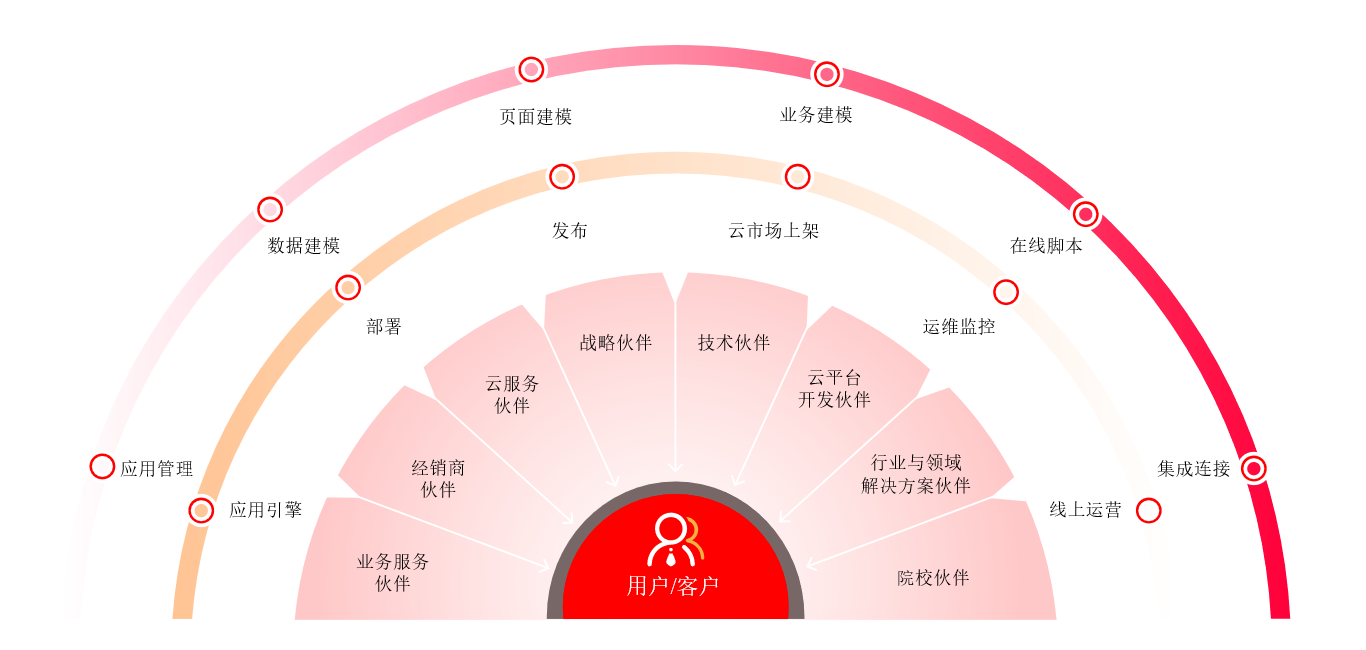 页面建模
业务建模
数据建模
在线脚本
应用管理
集成连接
发布
云市场上架
部署
运维监控
应用引擎
线上运营
战略伙伴
技术伙伴
云服务
伙伴
云平台
开发伙伴
经销商
伙伴
行业与领域
解决方案伙伴
业务服务
伙伴
院校伙伴
用户/客户